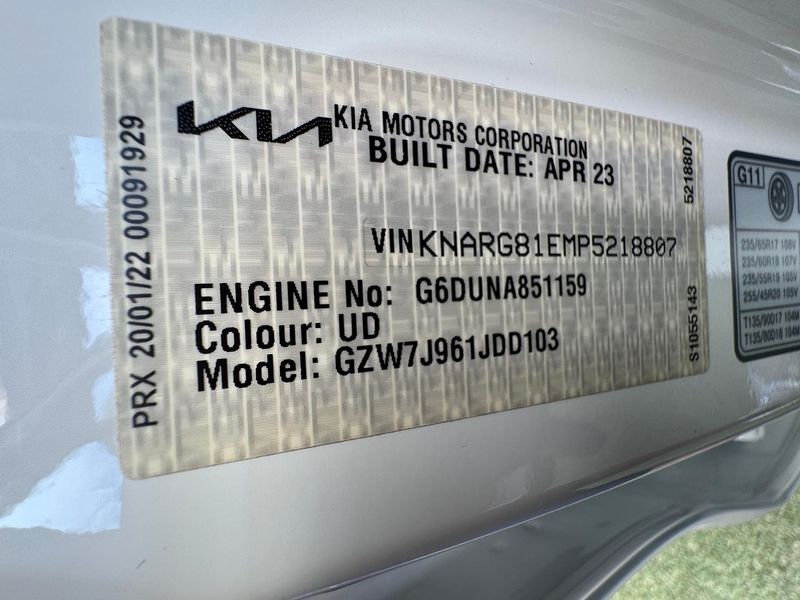 KIA
KIA MOTORS CORPORATION
BUILT DATE: APR 23
VIN KNARG81EMP5218807
ENGINE No: G6DUNA851159
Colour: UD
Model: GZW7J961JDD103
PRX 20/01/22 00091929
5218807
S1055143
G11
235/65R17 108V
235/60R18 107V
235/55R19 105V
255/45R20 105V
T135/90D17 104M
T135/80D18 104M